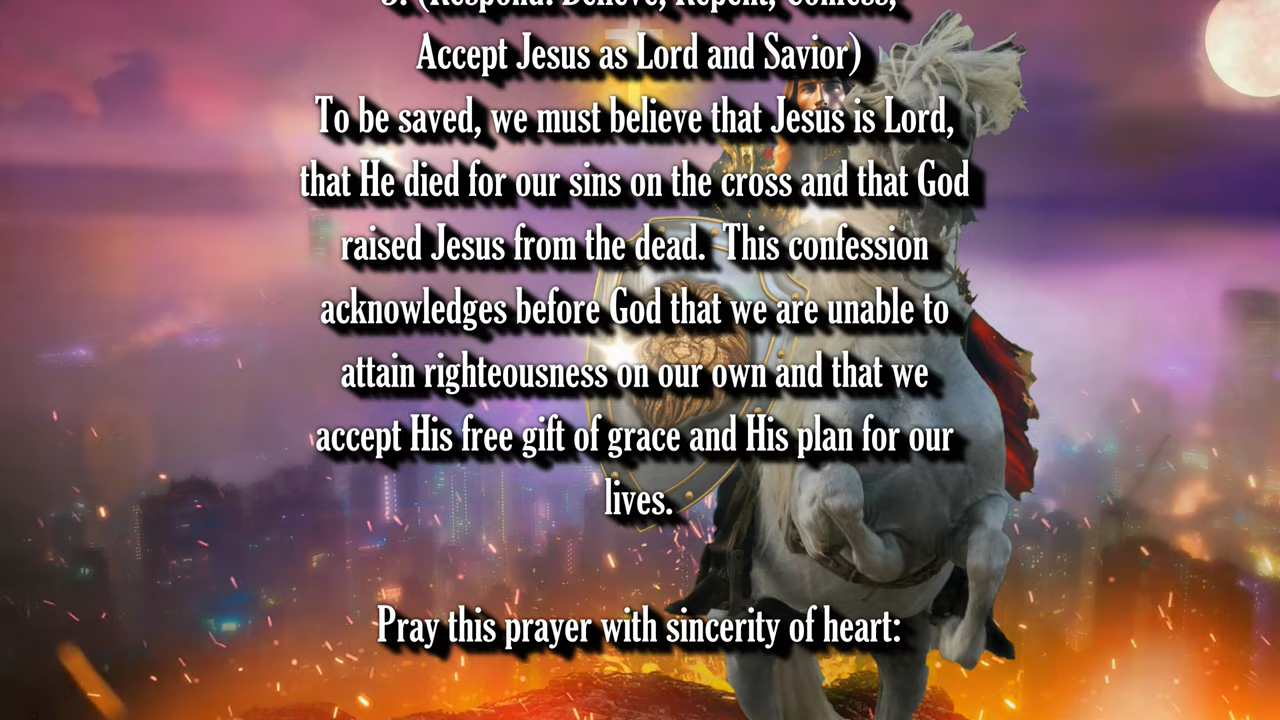 3. (Respond: Believe, Repent, Confess,
Accept Jesus as Lord and Savior)
To be saved, we must believe that Jesus is Lord,
that He died for our sins on the cross and that God
raised Jesus from the dead.  This confession
acknowledges before God that we are unable to
attain righteousness on our own and that we
accept His free gift of grace and His plan for our
lives.
Pray this prayer with sincerity of heart: